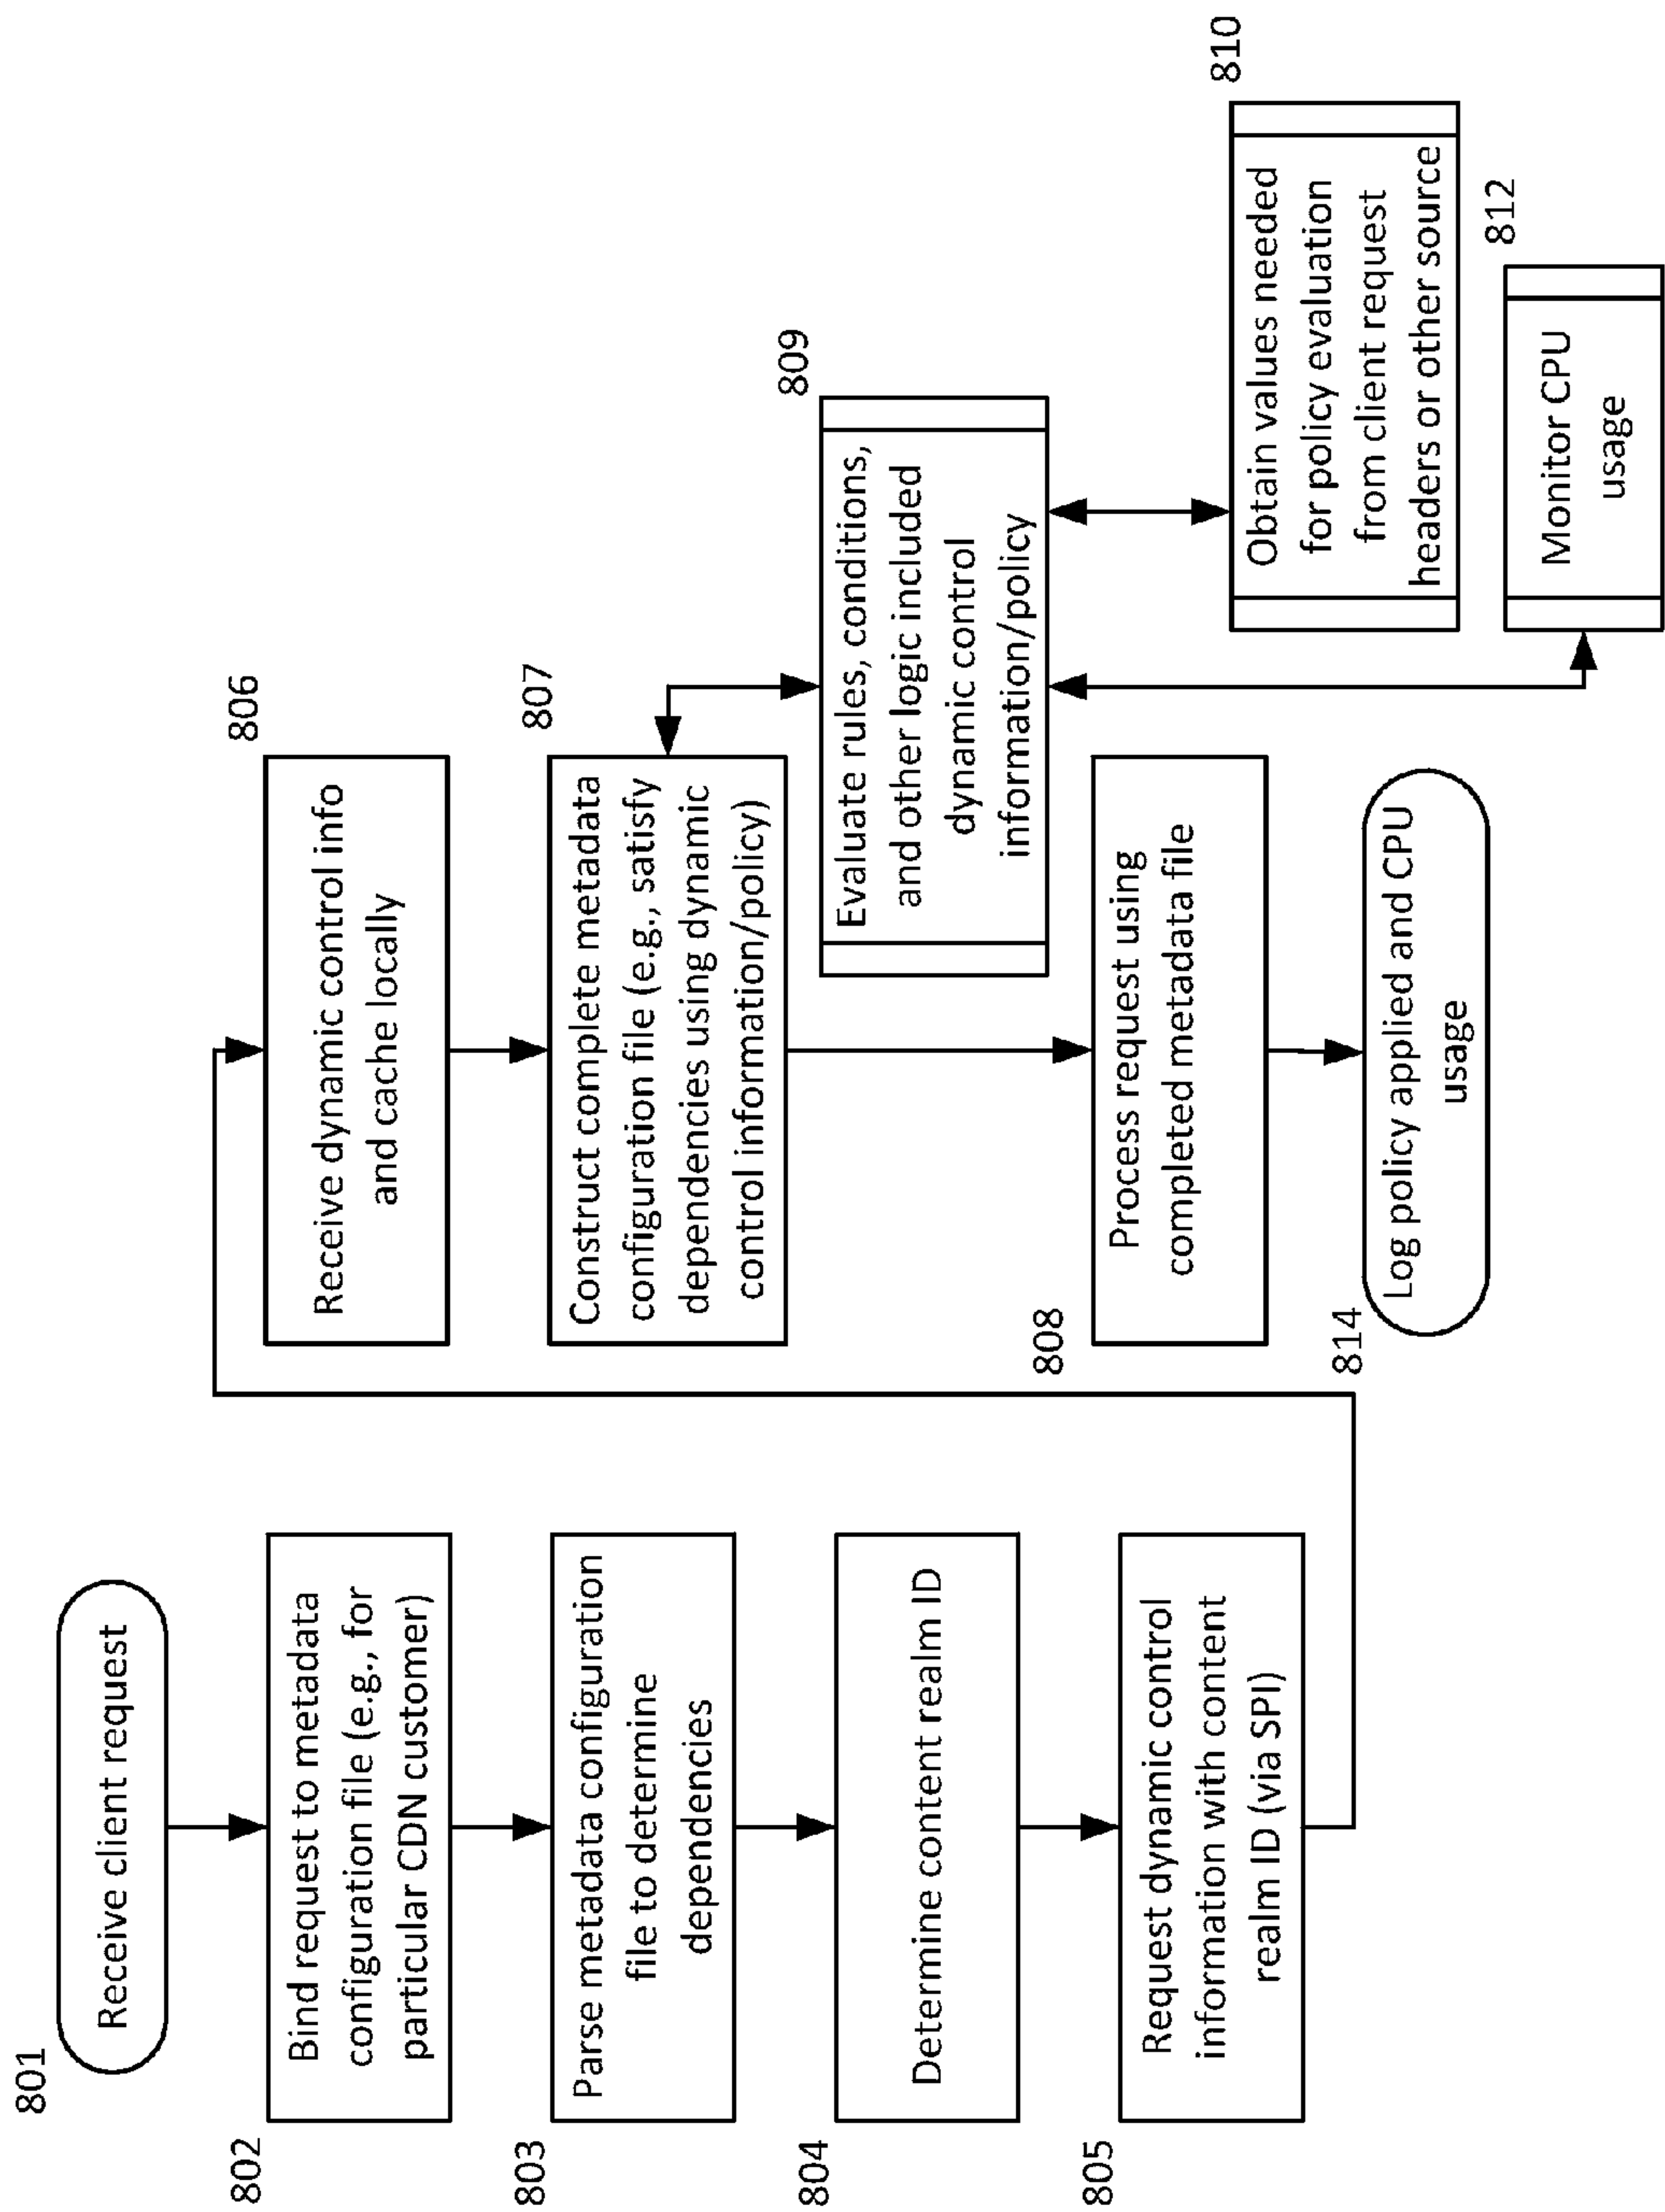 801
Receive client request
802
Bind request to metadata
configuration file (e.g., for
particular CDN customer)
803
Parse metadata configuration
file to determine
dependencies
804
Determine content realm ID
805
Request dynamic control
information with content
realm ID (via SPI)
806
Receive dynamic control info
and cache locally
807
Construct complete metadata
configuration file (e.g., satisfy
dependencies using dynamic
control information/policy)
809
Evaluate rules, conditions,
and other logic included
dynamic control
information/policy
810
Obtain values needed
for policy evaluation
from client request
headers or other source
812
Monitor CPU
usage
808
Process request using
completed metadata file
814
Log policy applied and CPU
usage